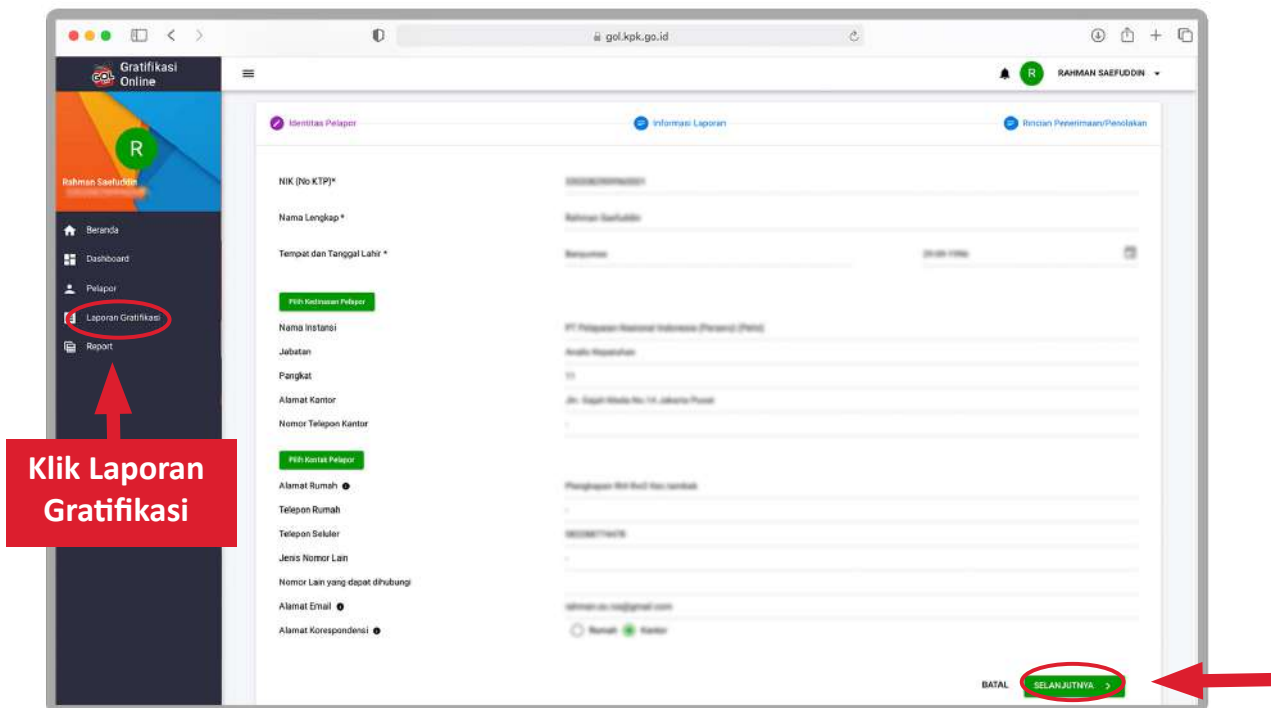 gol.kpk.go.id
GOL Gratifikasi
Online
RAHMAN SAEFUDDIN
R
R
Rahman Saefuddin
Beranda
Dashboard
Pelapor
Laporan Gratifikasi
Report
Klik Laporan
Gratifikasi
Identitas Pelapor
Informasi Laporan
Rincian Penerimaan/Penolakan
NIK (No KTP)*
Nama Lengkap *
Tempat dan Tanggal Lahir *
Pilih Kedinasan Pelapor
Nama Instansi
Jabatan
Pangkat
Alamat Kantor
Nomor Telepon Kantor
Pilih Kontak Pelapor
Alamat Rumah
Telepon Rumah
Telepon Seluler
Jenis Nomor Lain
Nomor Lain yang dapat dihubungi
Alamat Email
Alamat Korespondensi
Rumah Kantor
BATAL SELANJUTNYA